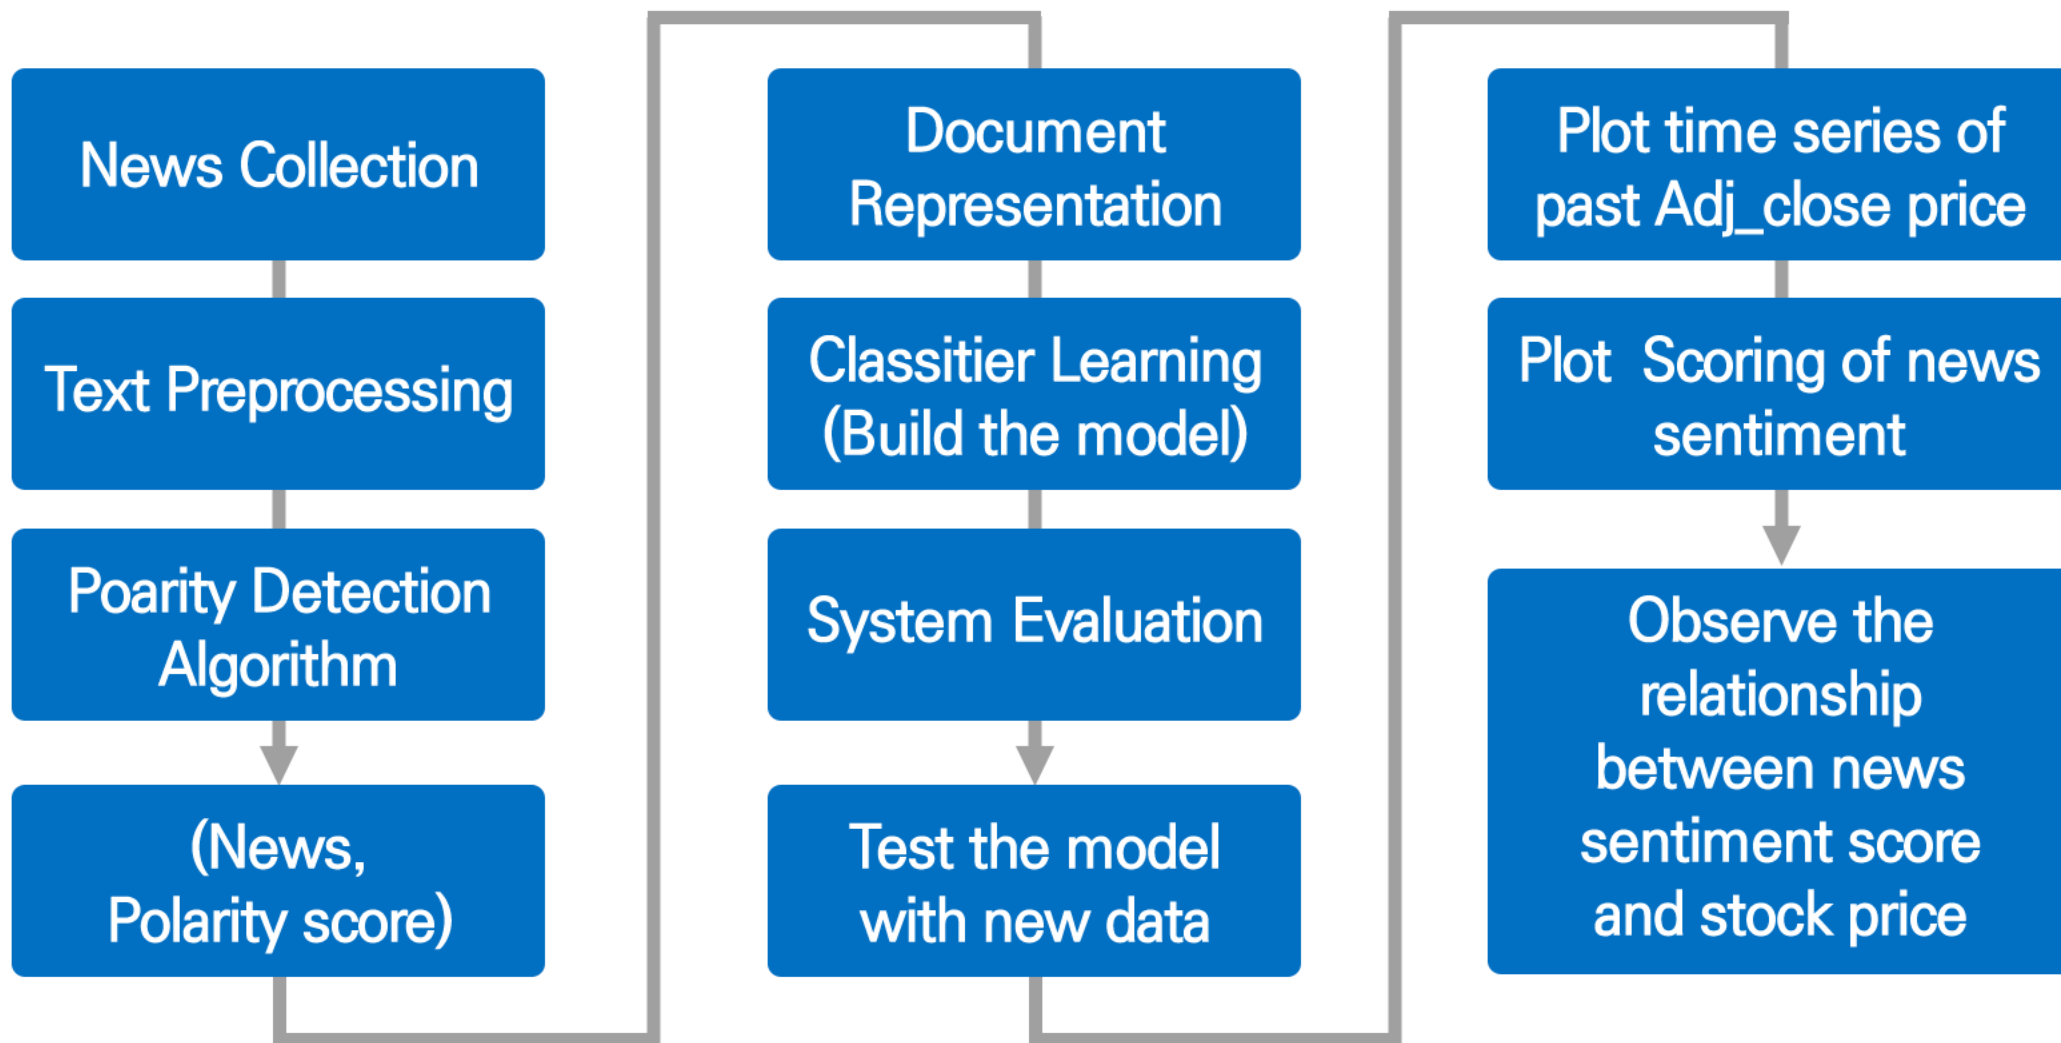 News Collection
Text Preprocessing
Poarity Detection
Algorithm
(News,
Polarity score)
Document
Representation
Classitier Learning
(Build the model)
System Evaluation
Test the model
with new data
Plot time series of
past Adj_close price
Plot  Scoring of news
sentiment
Observe the
relationship
between news
sentiment score
and stock price